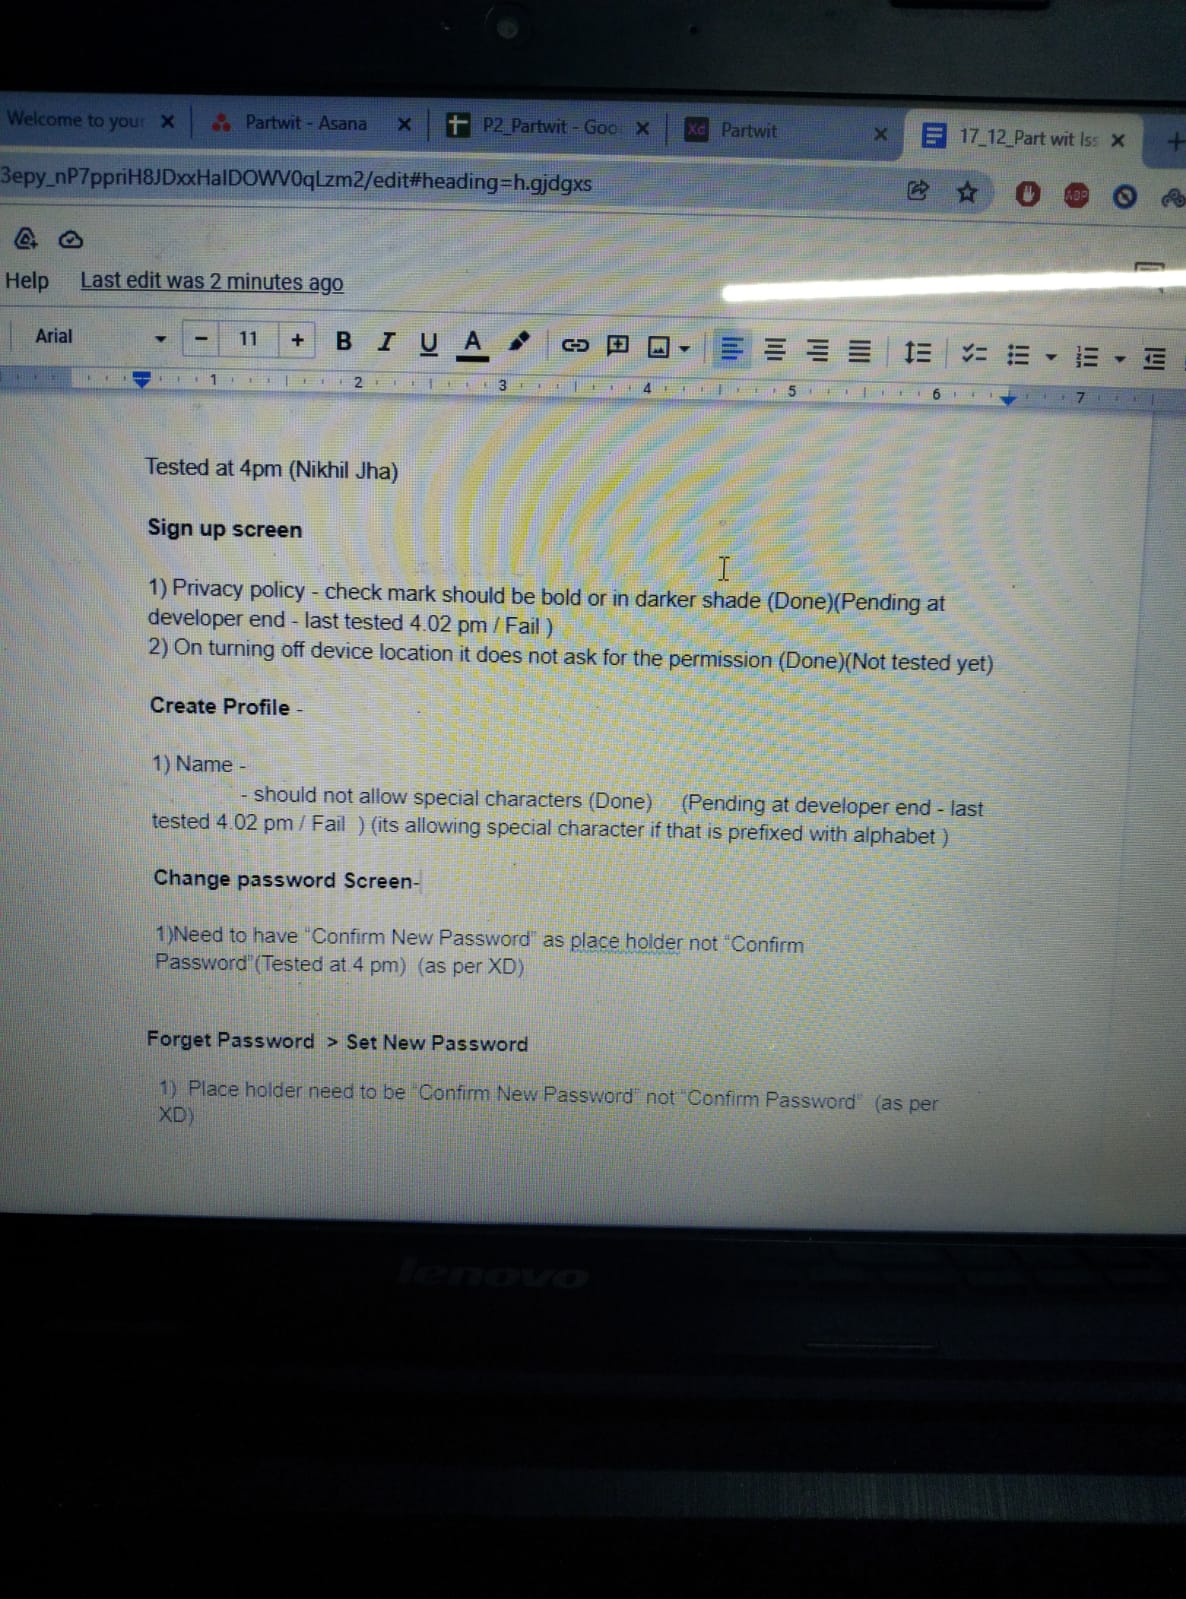 Welcome to your
Partwit - Asana
P2_Partwit - Goo
Xd Partwit
17_12_Part wit Iss
3epy_nP7ppriH8JDxxHaIDOWV0qLzm2/edit#heading=h.gjdgxs
ABP
Help Last edit was 2 minutes ago
Arial - 11 + B I U A
1 2 3 4 5 6 7
Tested at 4pm (Nikhil Jha)
Sign up screen
1) Privacy policy - check mark should be bold or in darker shade (Done)(Pending at
developer end - last tested 4.02 pm / Fail )
2) On turning off device location it does not ask for the permission (Done)(Not tested yet)
Create Profile -
1) Name -
- should not allow special characters (Done) (Pending at developer end - last
tested 4.02 pm / Fail ) (its allowing special character if that is prefixed with alphabet )
Change password Screen-
1)Need to have “Confirm New Password” as place holder not “Confirm
Password”(Tested at 4 pm) (as per XD)
Forget Password > Set New Password
1) Place holder need to be “Confirm New Password” not “Confirm Password” (as per
XD)
lenovo